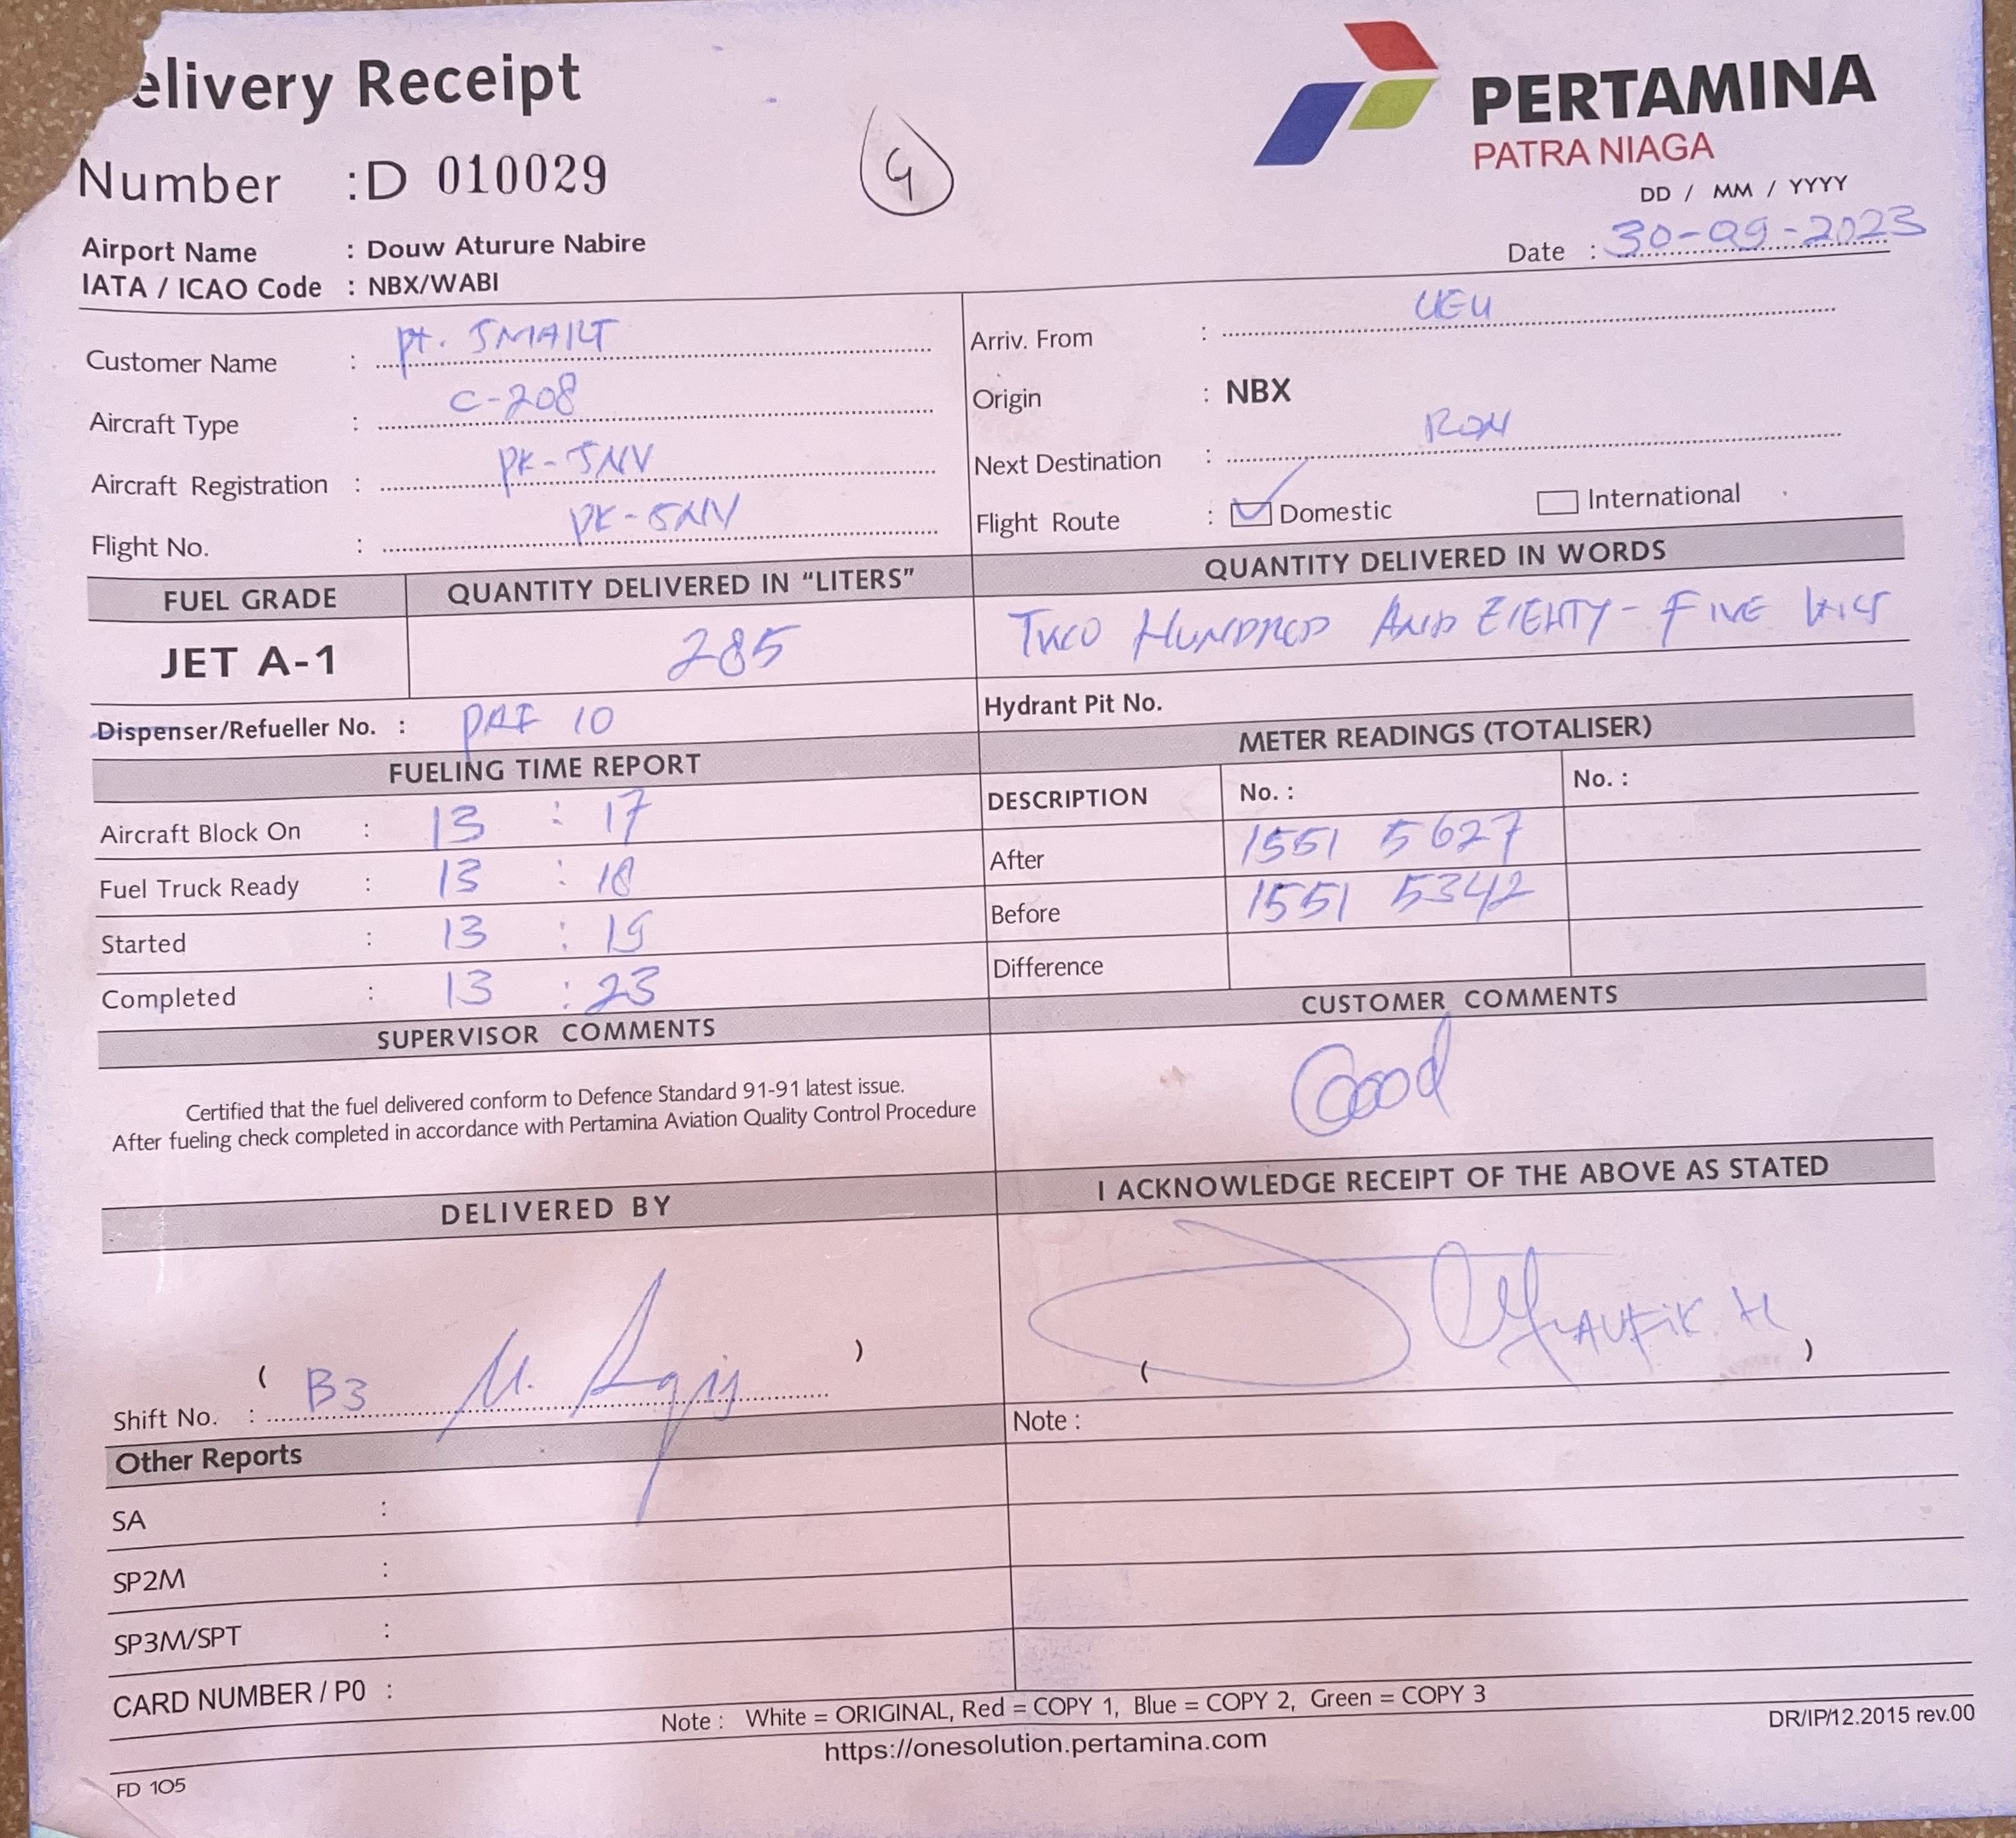 elivery Receipt
PERTAMINA
PATRA NIAGA
Number : D 010029
DD / MM / YYYY
Date : 30-09-2023
Airport Name : Douw Aturure Nabire
IATA / ICAO Code : NBX/WABI
Customer Name : pt. SMART
Arriv. From :
Aircraft Type : C-208
Origin : NBX
Aircraft Registration : PK-SNV
Next Destination : RON
Flight No. : PK-SNV
Flight Route : Domestic International
FUEL GRADE QUANTITY DELIVERED IN “LITERS” QUANTITY DELIVERED IN WORDS
JET A-1 285 TWO HUNDRED AND EIGHTY-FIVE
Dispenser/Refueller No. : 10
Hydrant Pit No.
FUELING TIME REPORT
METER READINGS (TOTALISER)
DESCRIPTION No. : No. :
Aircraft Block On : 13 : 17
After 1551 5627
Fuel Truck Ready : 13 : 18
Before 1551 5342
Started : 13 : 19
Difference
Completed : 13 : 23
SUPERVISOR COMMENTS
CUSTOMER COMMENTS
Good
Certified that the fuel delivered conform to Defence Standard 91-91 latest issue.
After fueling check completed in accordance with Pertamina Aviation Quality Control Procedure
DELIVERED BY
I ACKNOWLEDGE RECEIPT OF THE ABOVE AS STATED
( )
( )
Shift No. : B3
Note :
Other Reports
SA :
SP2M :
SP3M/SPT :
CARD NUMBER / P0 :
Note : White = ORIGINAL, Red = COPY 1, Blue = COPY 2, Green = COPY 3
https://onesolution.pertamina.com
DR/IP/12.2015 rev.00
FD 105